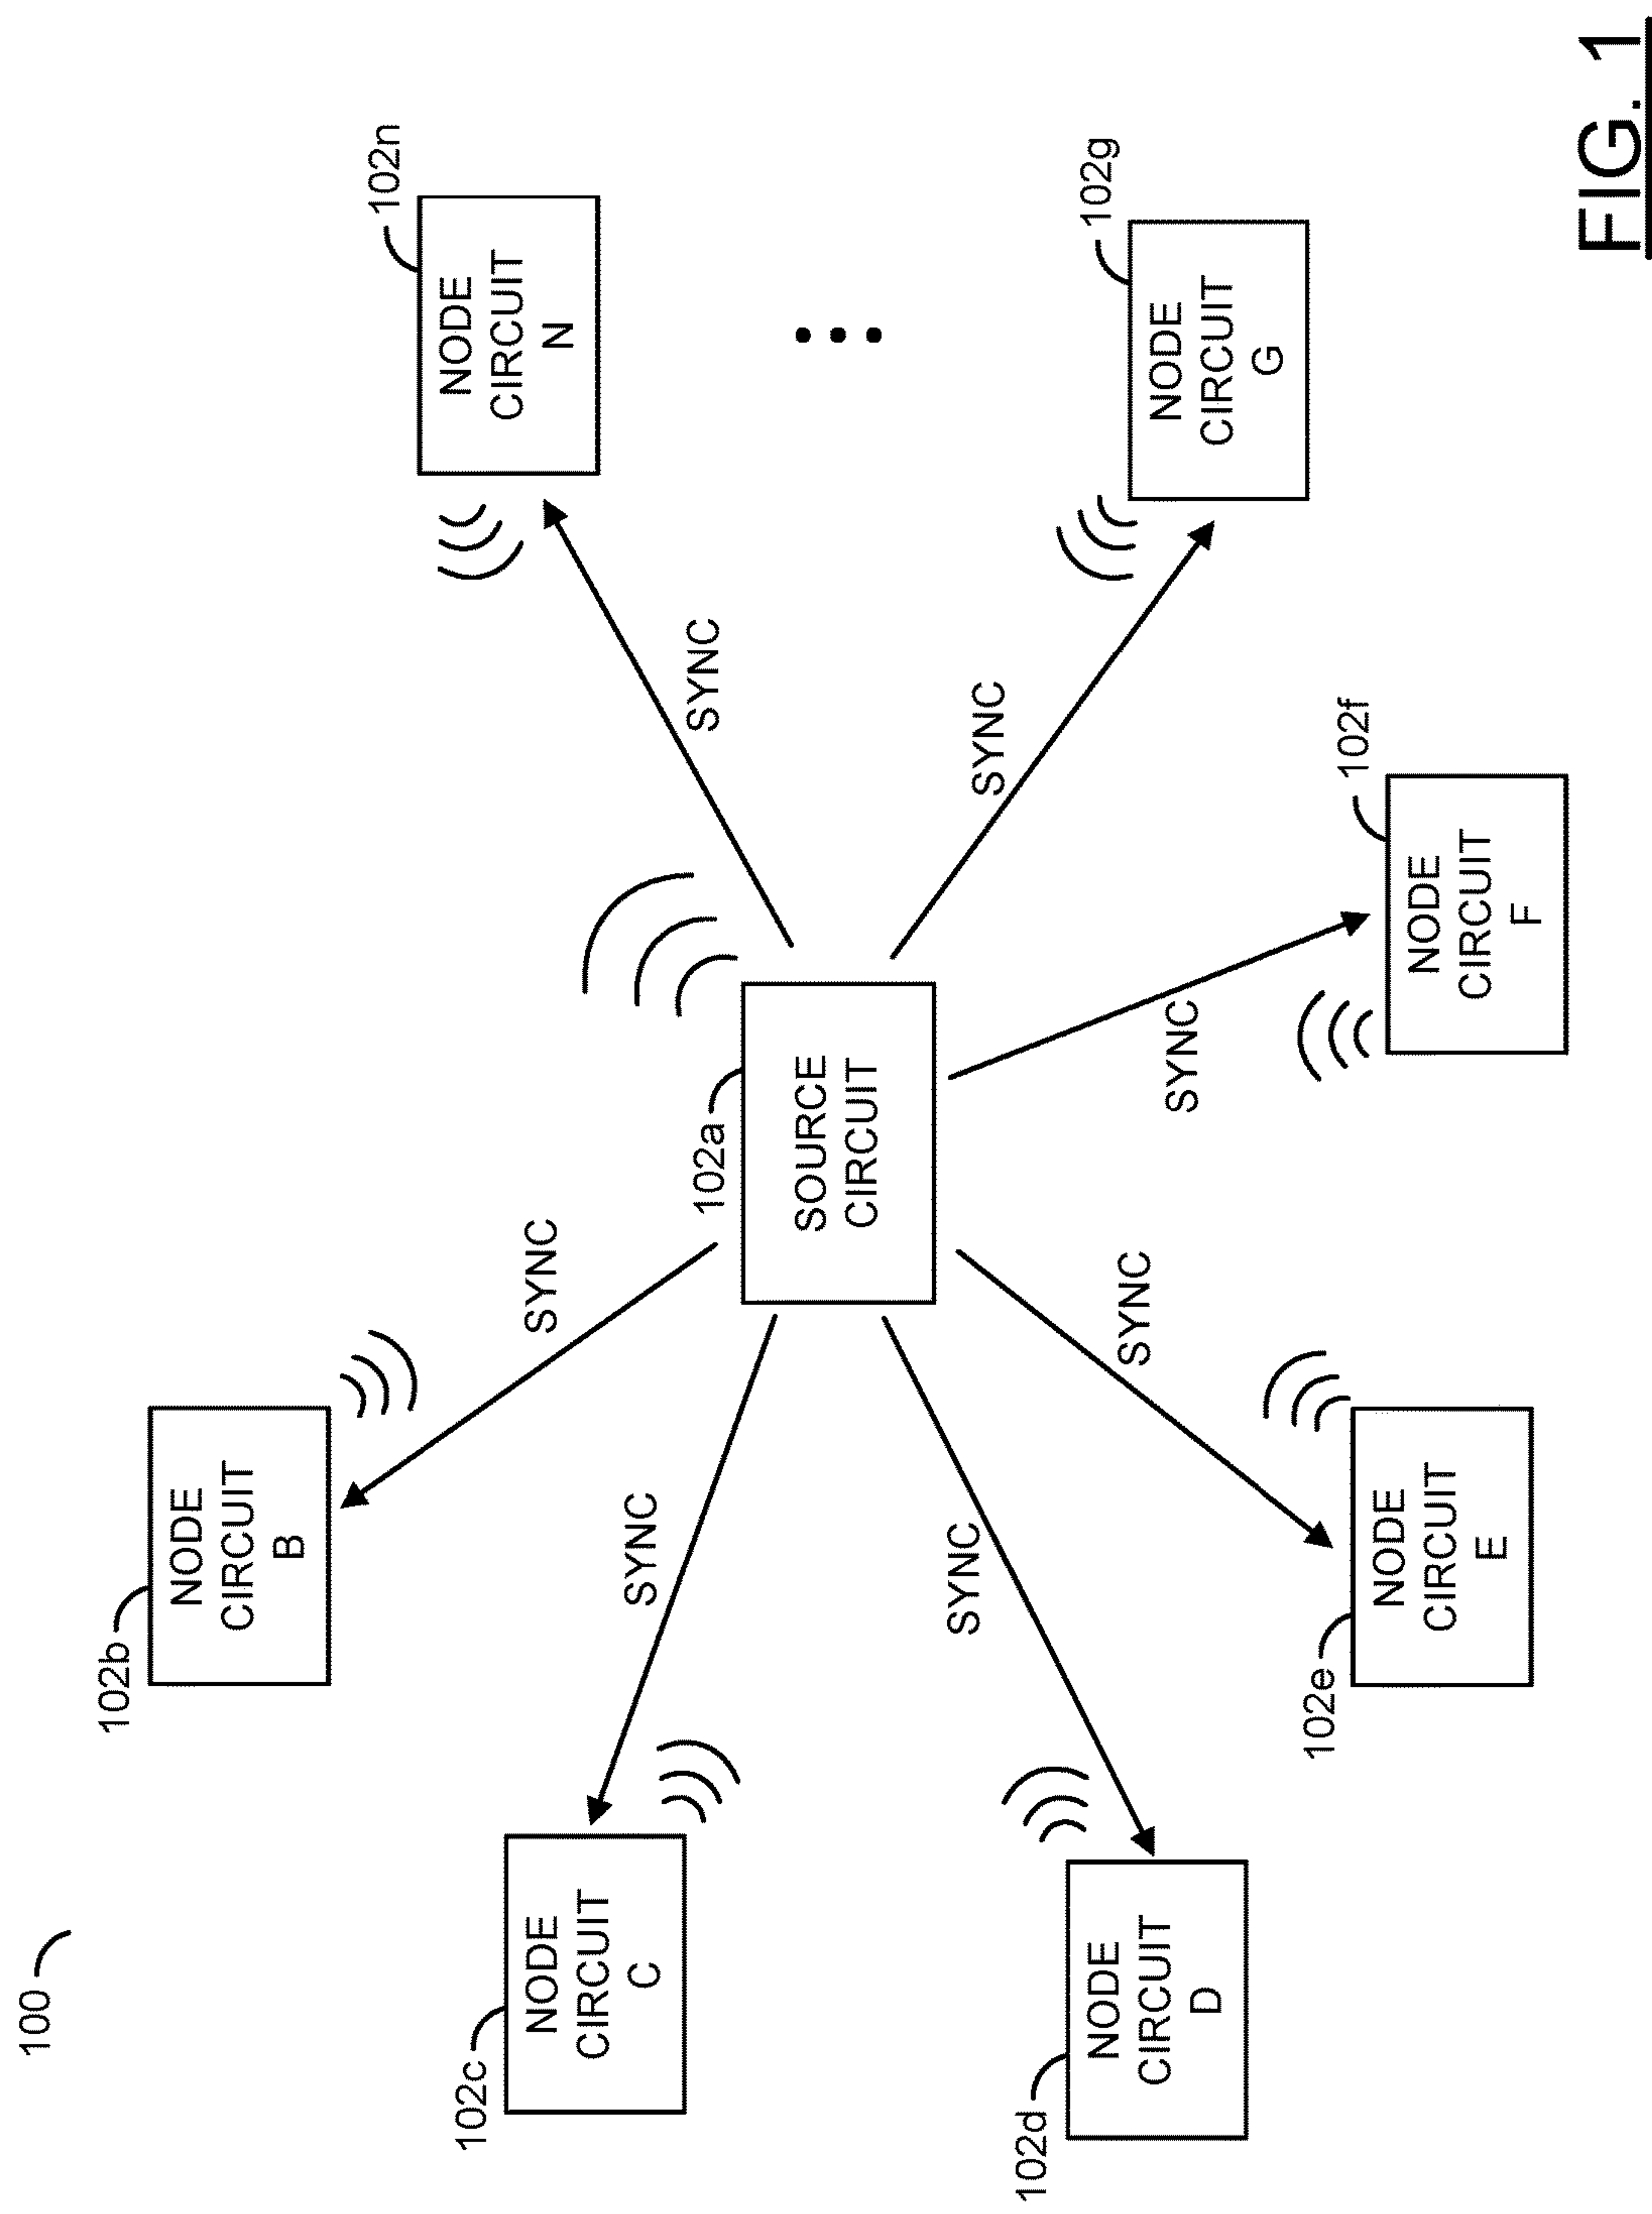 100
102b
NODE
CIRCUIT
B
102n
NODE
CIRCUIT
N
SYNC
SYNC
102c
NODE
CIRCUIT
C
SYNC
102a
SOURCE
CIRCUIT
SYNC
SYNC
102d
NODE
CIRCUIT
D
102g
NODE
CIRCUIT
G
SYNC
SYNC
102e
NODE
CIRCUIT
E
102f
NODE
CIRCUIT
F
FIG. 1